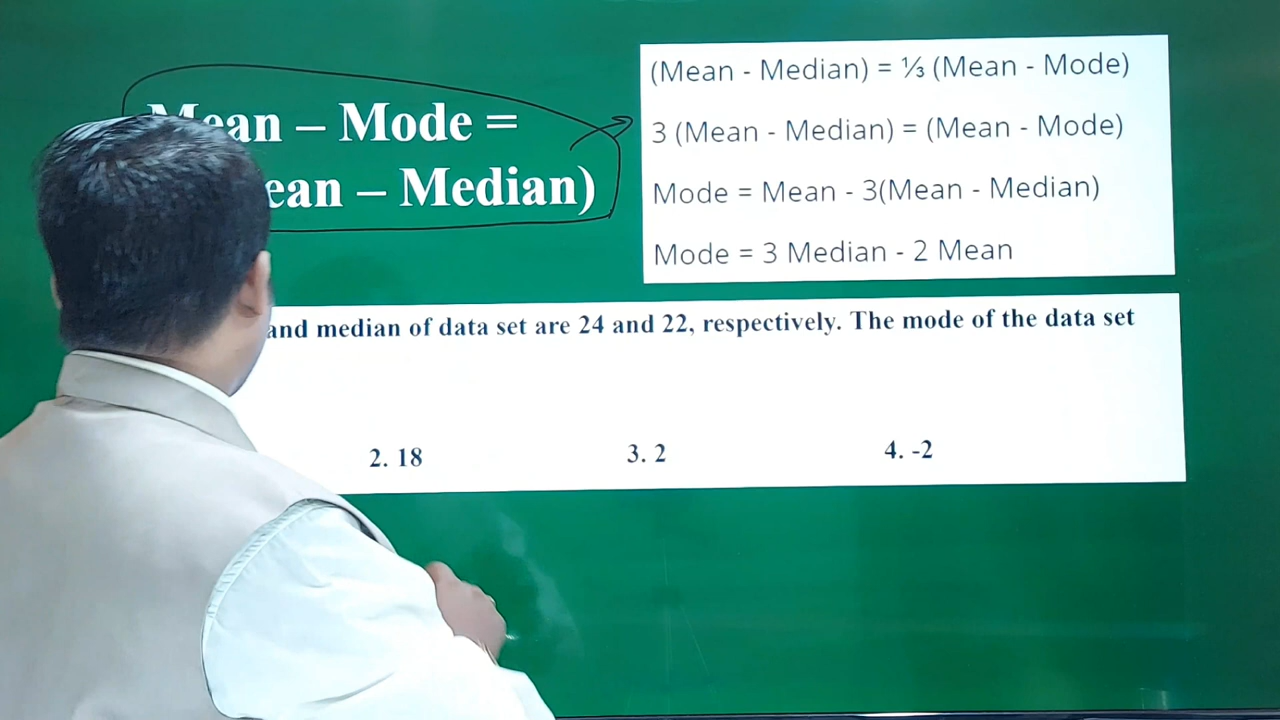 Mean – Mode =
ean – Median)
(Mean - Median) = ⅓ (Mean - Mode)
3 (Mean - Median) = (Mean - Mode)
Mode = Mean - 3(Mean - Median)
Mode = 3 Median - 2 Mean
and median of data set are 24 and 22, respectively. The mode of the data set
2. 18 3. 2 4. -2